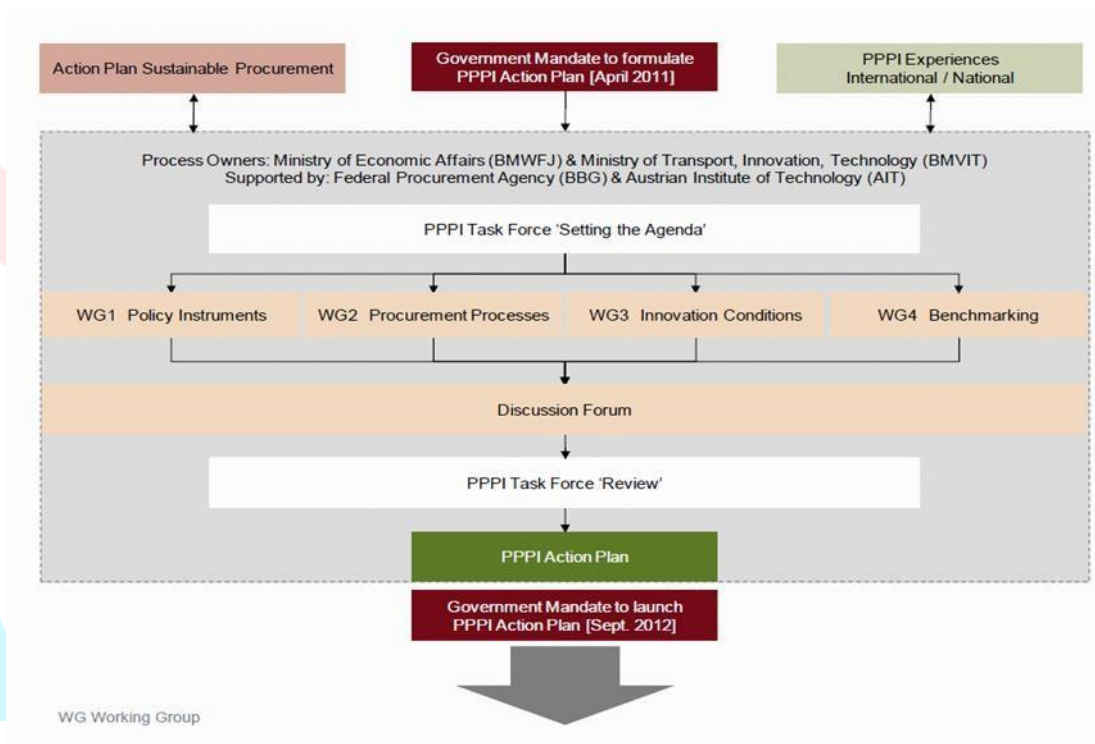 Action Plan Sustainable Procurement
Government Mandate to formulate
PPPI Action Plan [April 2011]
PPPI Experiences
International / National
Process Owners: Ministry of Economic Affairs (BMWFJ) & Ministry of Transport, Innovation, Technology (BMVIT)
Supported by: Federal Procurement Agency (BBG) & Austrian Institute of Technology (AIT)
PPPI Task Force 'Setting the Agenda'
WG1 Policy Instruments
WG2 Procurement Processes
WG3 Innovation Conditions
WG4 Benchmarking
Discussion Forum
PPPI Task Force 'Review'
PPPI Action Plan
Government Mandate to launch
PPPI Action Plan [Sept. 2012]
WG Working Group